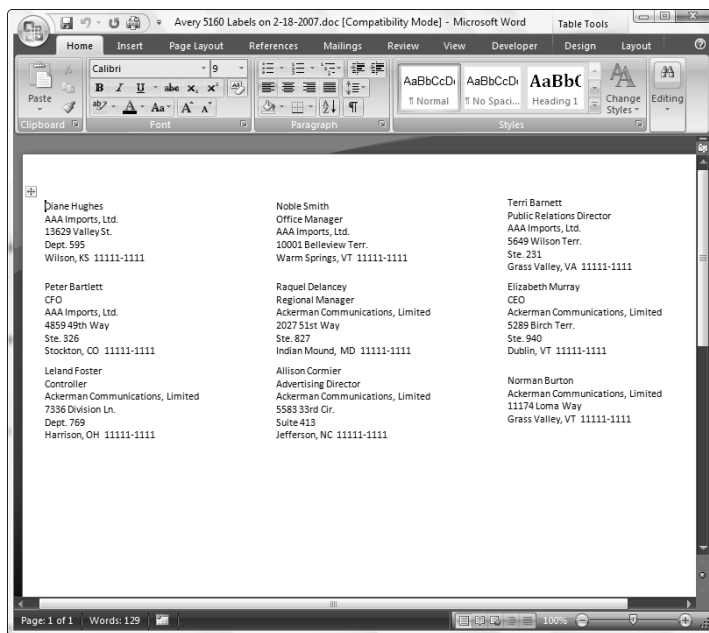 Avery 5160 Labels on 2-18-2007.doc [Compatibility Mode] - Microsoft Word
Table Tools
Home Insert Page Layout References Mailings Review View Developer Design Layout
Calibri 9
Paste
B I U abc X₂ X²
Aa A A
AaBbCcDi AaBbCcDi AaBb(
¶ Normal ¶ No Spaci... Heading 1
Change Styles
Editing
Clipboard Font Paragraph Styles
Diane Hughes
AAA Imports, Ltd.
13629 Valley St.
Dept. 595
Wilson, KS 11111-1111
Noble Smith
Office Manager
AAA Imports, Ltd.
10001 Belleview Terr.
Warm Springs, VT 11111-1111
Terri Barnett
Public Relations Director
AAA Imports, Ltd.
5649 Wilson Terr.
Ste. 231
Grass Valley, VA 11111-1111
Peter Bartlett
CFO
AAA Imports, Ltd.
4859 49th Way
Ste. 326
Stockton, CO 11111-1111
Raquel Delancey
Regional Manager
Ackerman Communications, Limited
2027 51st Way
Ste. 827
Indian Mound, MD 11111-1111
Elizabeth Murray
CEO
Ackerman Communications, Limited
5289 Birch Terr.
Ste. 940
Dublin, VT 11111-1111
Leland Foster
Controller
Ackerman Communications, Limited
7336 Division Ln.
Dept. 769
Harrison, OH 11111-1111
Allison Cormier
Advertising Director
Ackerman Communications, Limited
5583 33rd Cir.
Suite 413
Jefferson, NC 11111-1111
Norman Burton
Ackerman Communications, Limited
11174 Loma Way
Grass Valley, VT 11111-1111
Page: 1 of 1 Words: 129 100%